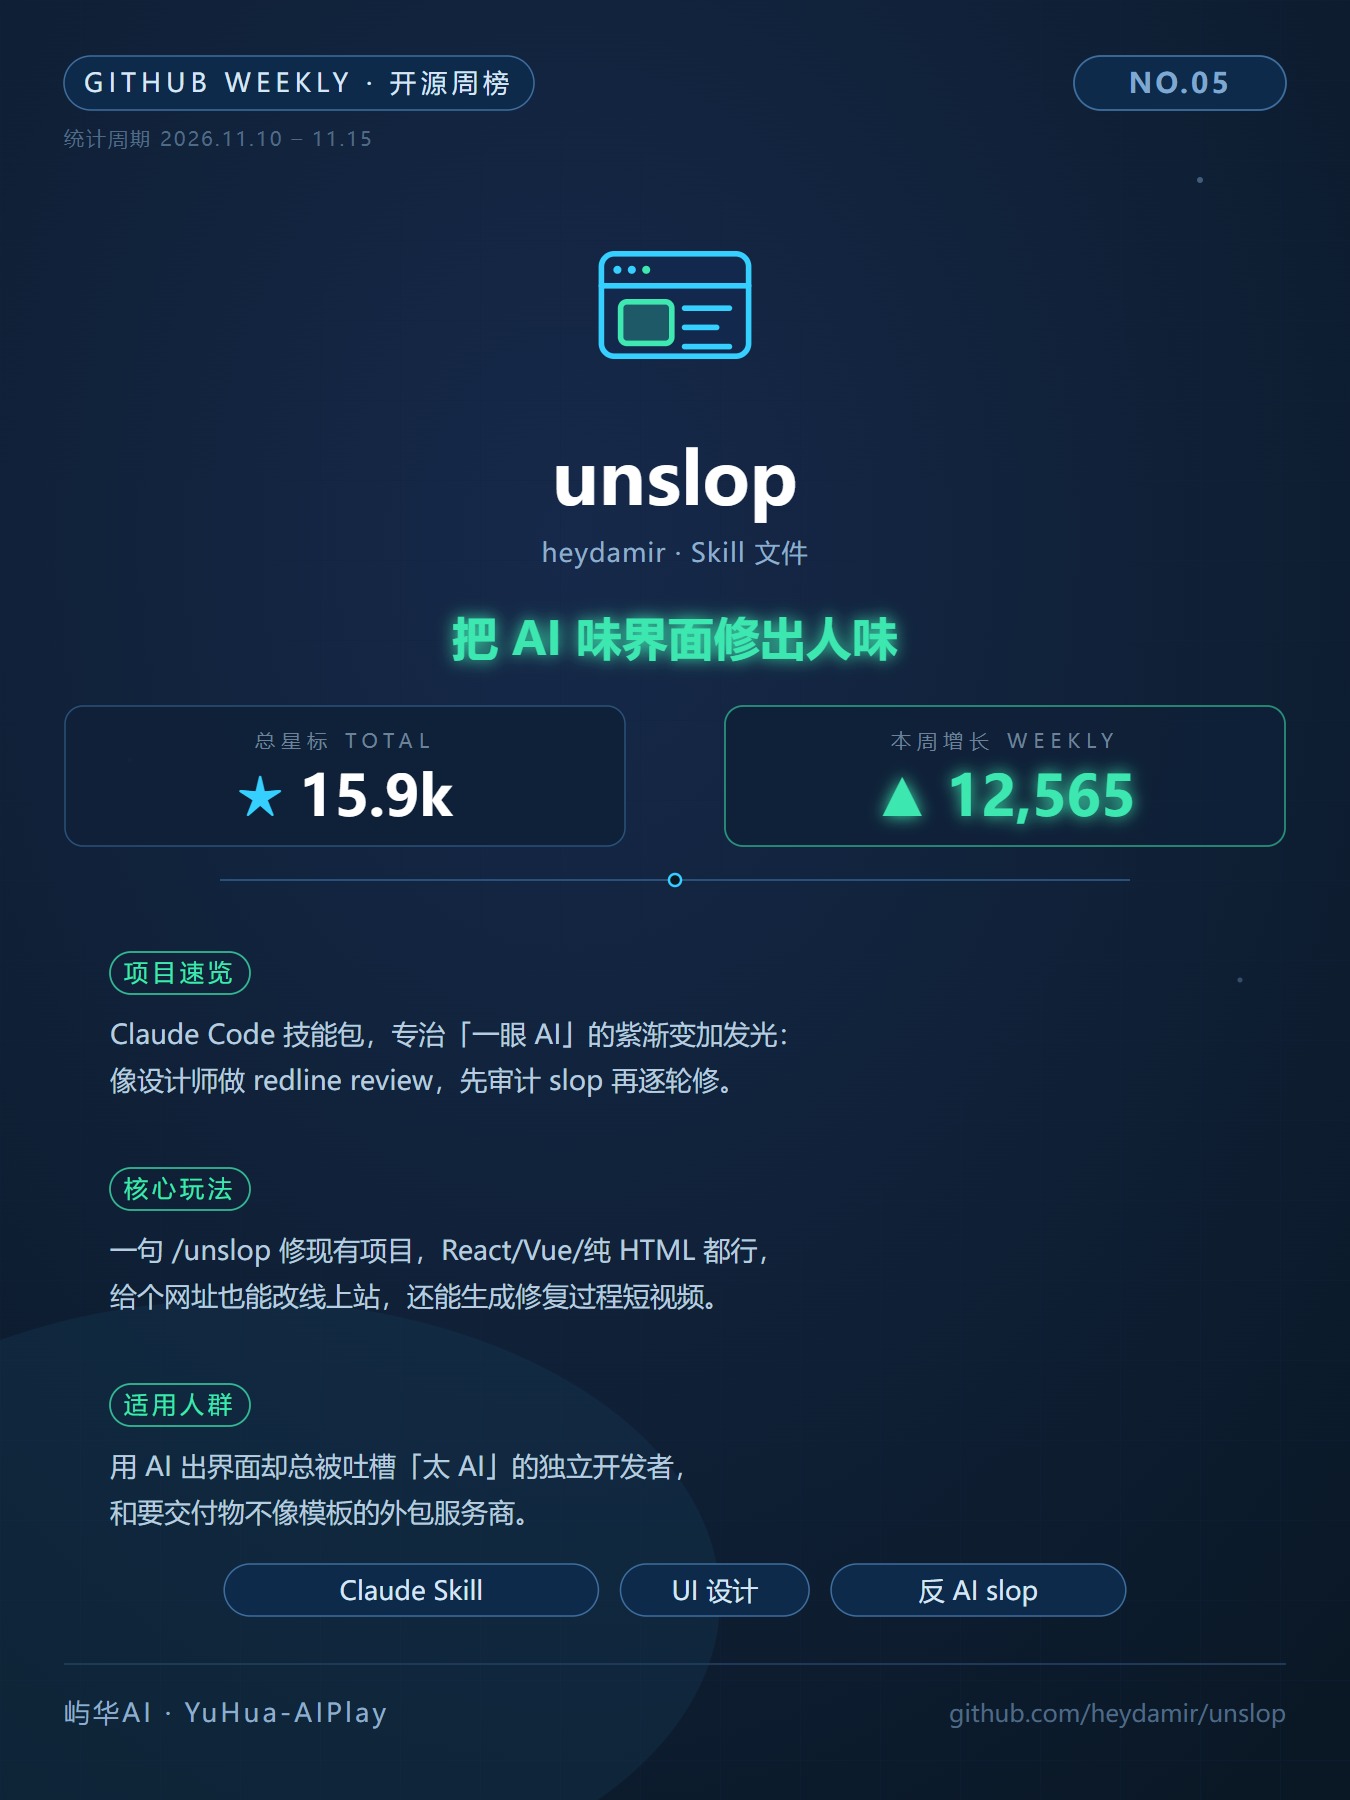 GITHUB WEEKLY · 开源周榜
NO.05
统计周期 2026.11.10 – 11.15
unslop
heydamir · Skill 文件
把 AI 味界面修出人味
总星标 TOTAL
★ 15.9k
本周增长 WEEKLY
▲ 12,565
项目速览
Claude Code 技能包，专治「一眼 AI」的紫渐变加发光：
像设计师做 redline review，先审计 slop 再逐轮修。
核心玩法
一句 /unslop 修现有项目，React/Vue/纯 HTML 都行，
给个网址也能改线上站，还能生成修复过程短视频。
适用人群
用 AI 出界面却总被吐槽「太 AI」的独立开发者，
和要交付物不像模板的外包服务商。
Claude Skill
UI 设计
反 AI slop
屿华AI · YuHua-AIPlay
github.com/heydamir/unslop